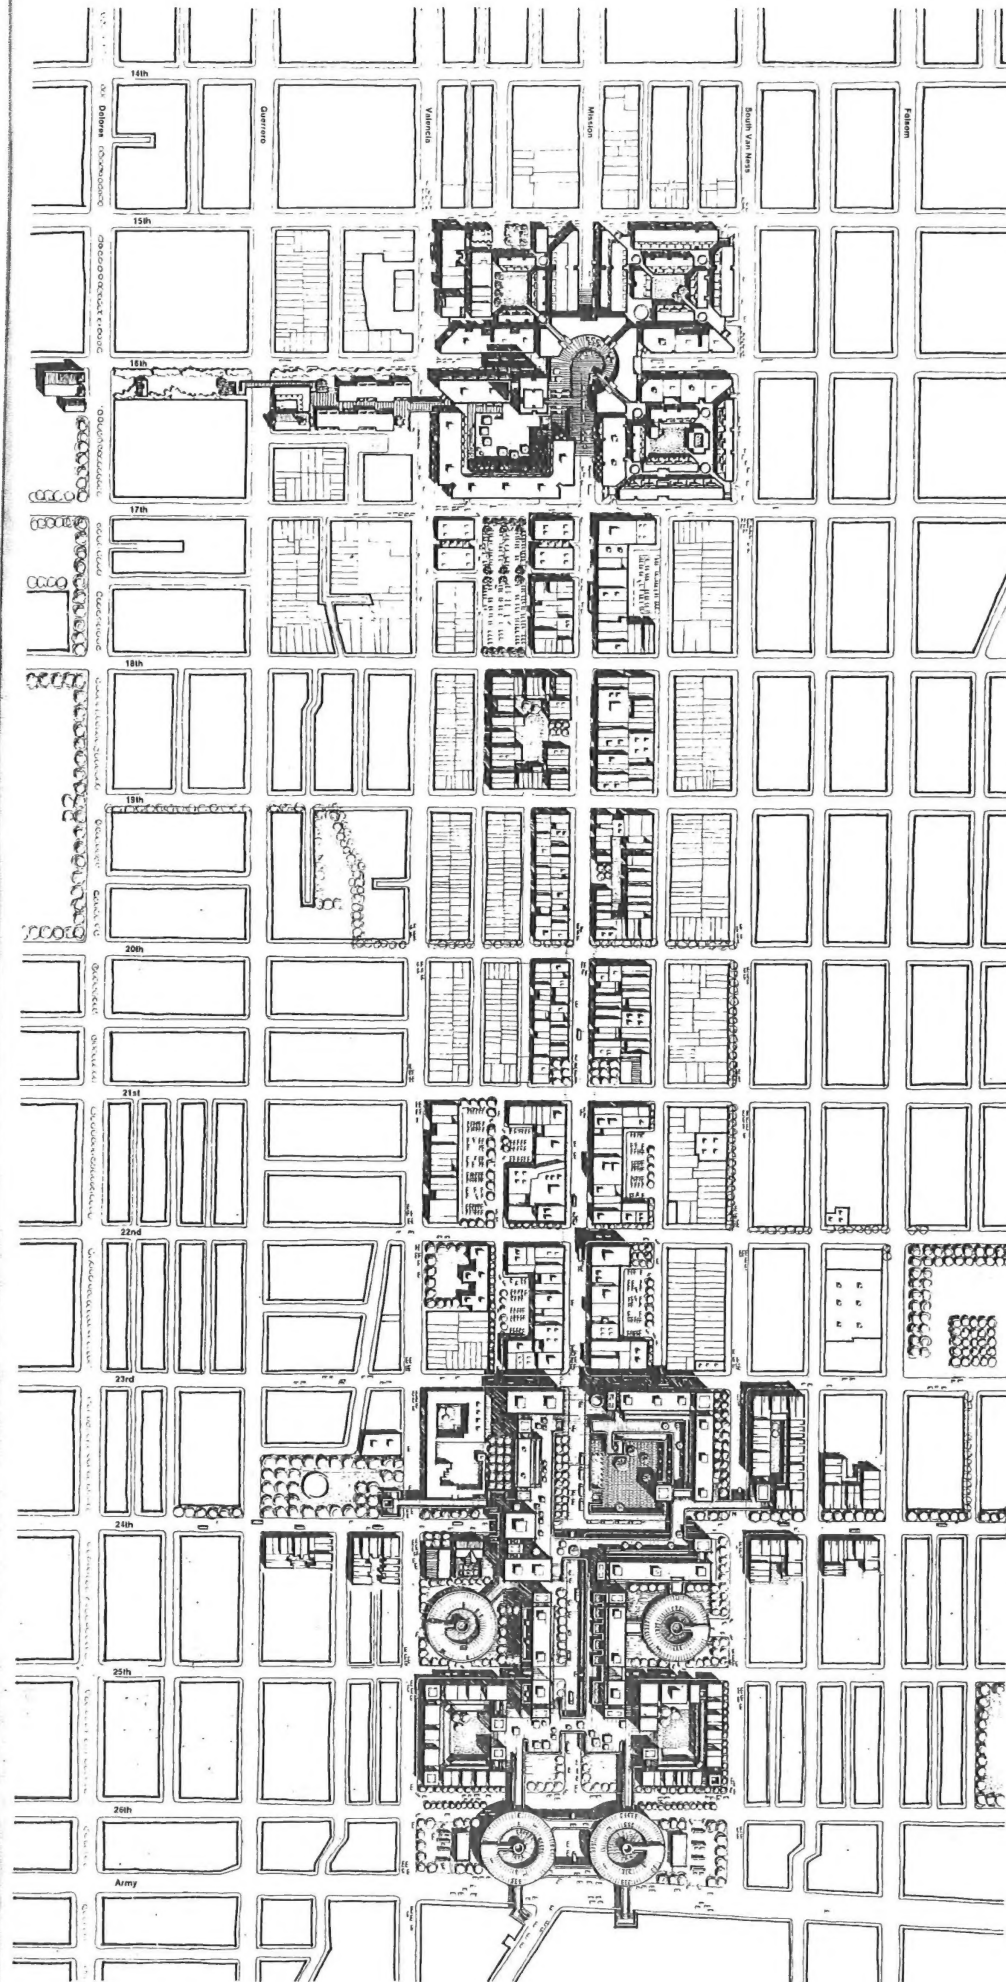 14th
Dolores
Guerrero
Valencia
Mission
South Van Ness
Folsom
15th
16th
17th
18th
19th
20th
21st
22nd
23rd
24th
25th
26th
Army